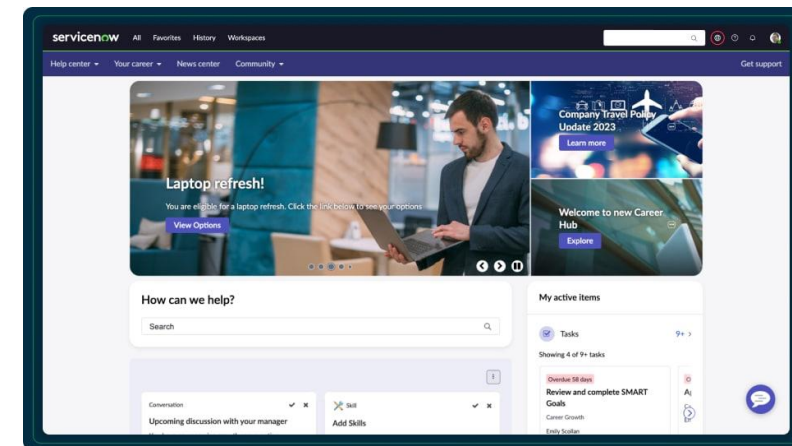 servicenow All Favorites History Workspaces
Help center Your career News center Community Get support
Laptop refresh!
You are eligible for a laptop refresh. Click the link below to see your options
View Options
Company Travel Policy
Update 2023
Learn more
Welcome to new Career
Hub
Explore
How can we help?
Search
My active items
Tasks 9+
Showing 4 of 9+ tasks
Overdue 58 days
Review and complete SMART
Goals
Career Growth
Emily Scollan
Conversation
Upcoming discussion with your manager
Skill
Add Skills